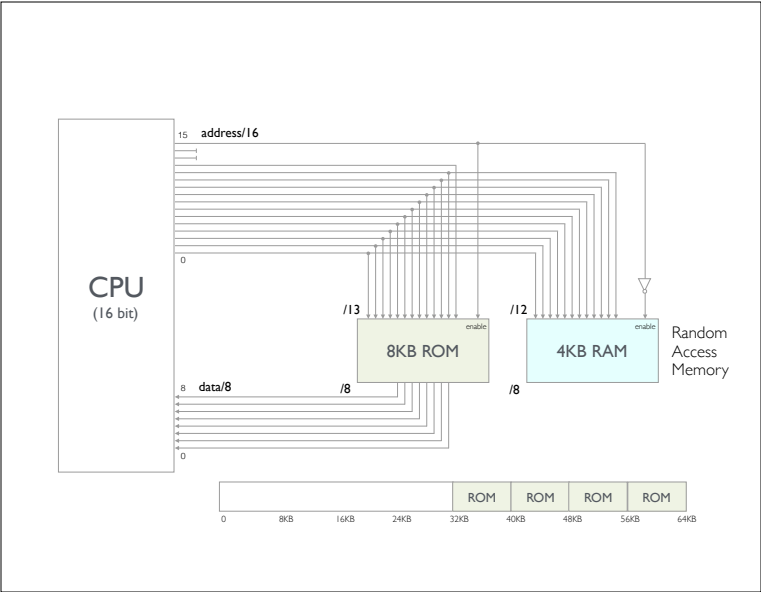 15 address/16
0
CPU
(16 bit)
/13
/12
enable
enable
8KB ROM
4KB RAM
Random
Access
Memory
8 data/8
/8
/8
0
ROM ROM ROM ROM
0 8KB 16KB 24KB 32KB 40KB 48KB 56KB 64KB